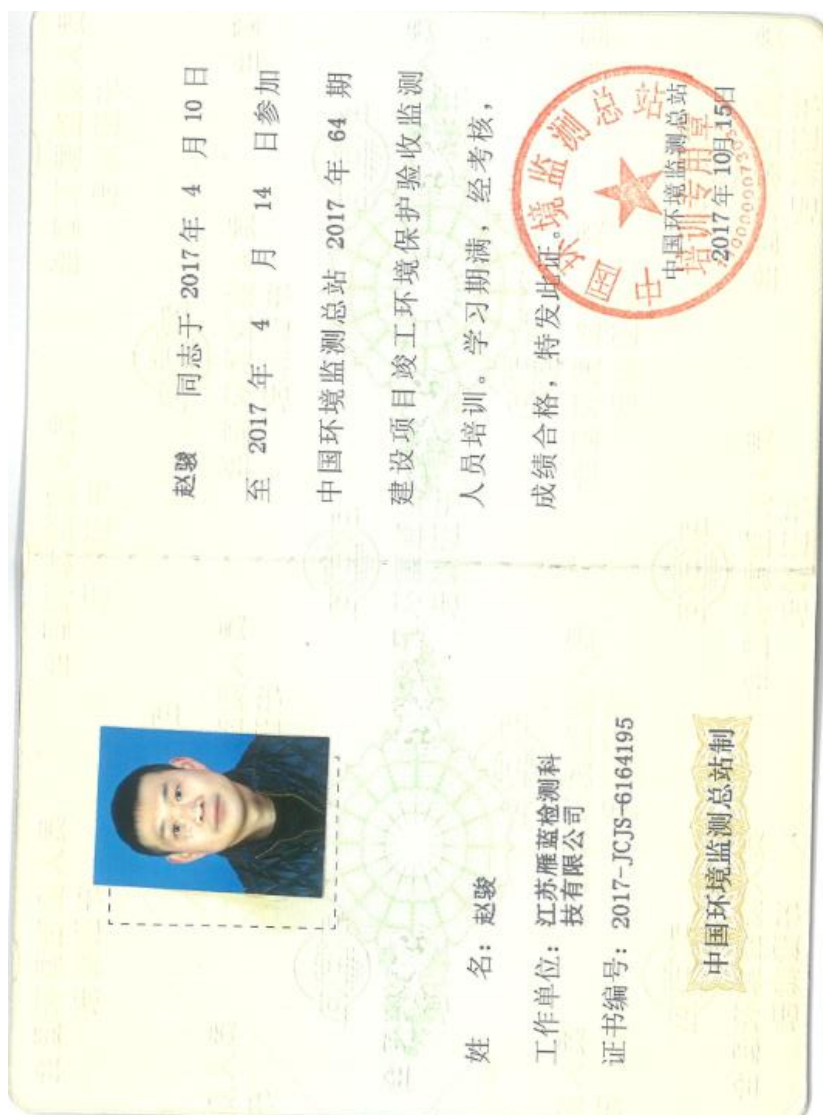 姓 名：赵骏
工作单位：江苏雁蓝检测科
技有限公司
证书编号：2017-JCJS-6164195
中国环境监测总站制
赵骏 同志于 2017年 4 月 10 日
至 2017 年 4 月 14 日参加
中国环境监测总站 2017 年 64 期
建设项目竣工环境保护验收监测
人员培训。学习期满，经考核，
成绩合格，特发此证。
中国环境监测总站
2017年 10月 15日
中国环境监测总站
培训专用章